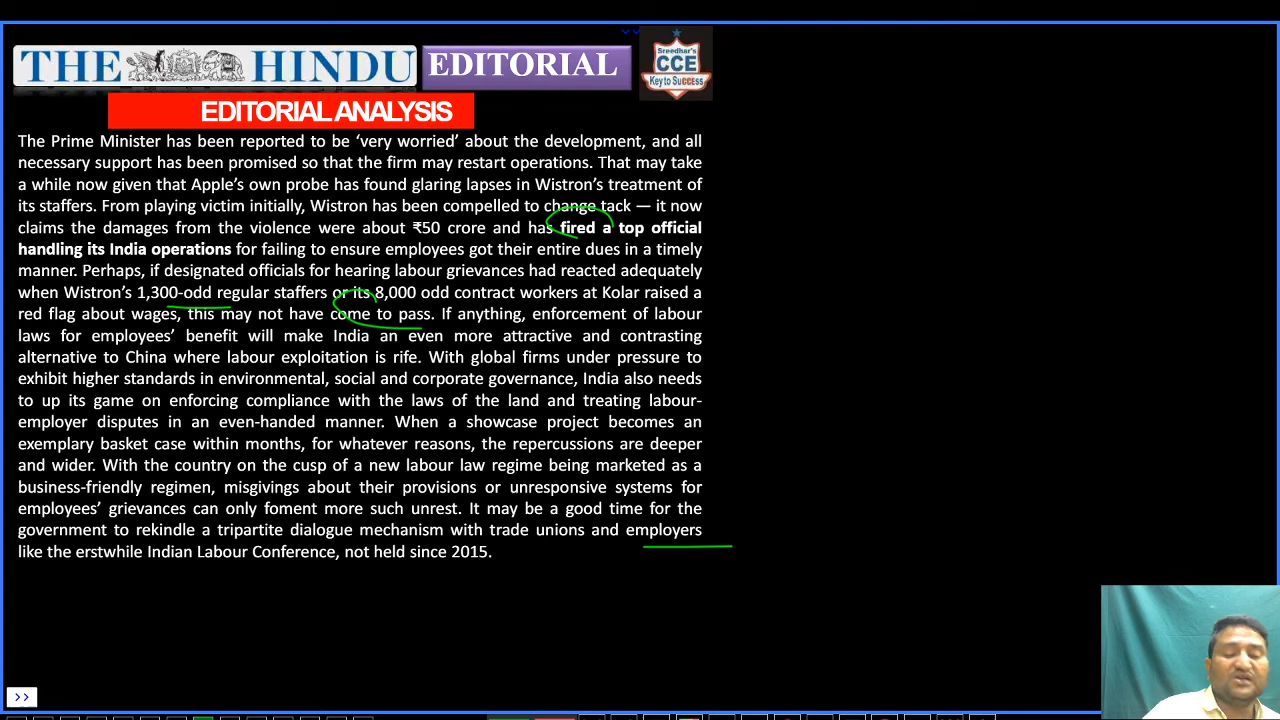 THE HINDU EDITORIAL
Sreedhar's
CCE
Key to Success
EDITORIAL ANALYSIS
The Prime Minister has been reported to be ‘very worried’ about the development, and all
necessary support has been promised so that the firm may restart operations. That may take
a while now given that Apple’s own probe has found glaring lapses in Wistron’s treatment of
its staffers. From playing victim initially, Wistron has been compelled to change tack — it now
claims the damages from the violence were about ₹50 crore and has fired a top official
handling its India operations for failing to ensure employees got their entire dues in a timely
manner. Perhaps, if designated officials for hearing labour grievances had reacted adequately
when Wistron’s 1,300-odd regular staffers or its 8,000 odd contract workers at Kolar raised a
red flag about wages, this may not have come to pass. If anything, enforcement of labour
laws for employees’ benefit will make India an even more attractive and contrasting
alternative to China where labour exploitation is rife. With global firms under pressure to
exhibit higher standards in environmental, social and corporate governance, India also needs
to up its game on enforcing compliance with the laws of the land and treating labour-
employer disputes in an even-handed manner. When a showcase project becomes an
exemplary basket case within months, for whatever reasons, the repercussions are deeper
and wider. With the country on the cusp of a new labour law regime being marketed as a
business-friendly regimen, misgivings about their provisions or unresponsive systems for
employees’ grievances can only foment more such unrest. It may be a good time for the
government to rekindle a tripartite dialogue mechanism with trade unions and employers
like the erstwhile Indian Labour Conference, not held since 2015.
>>